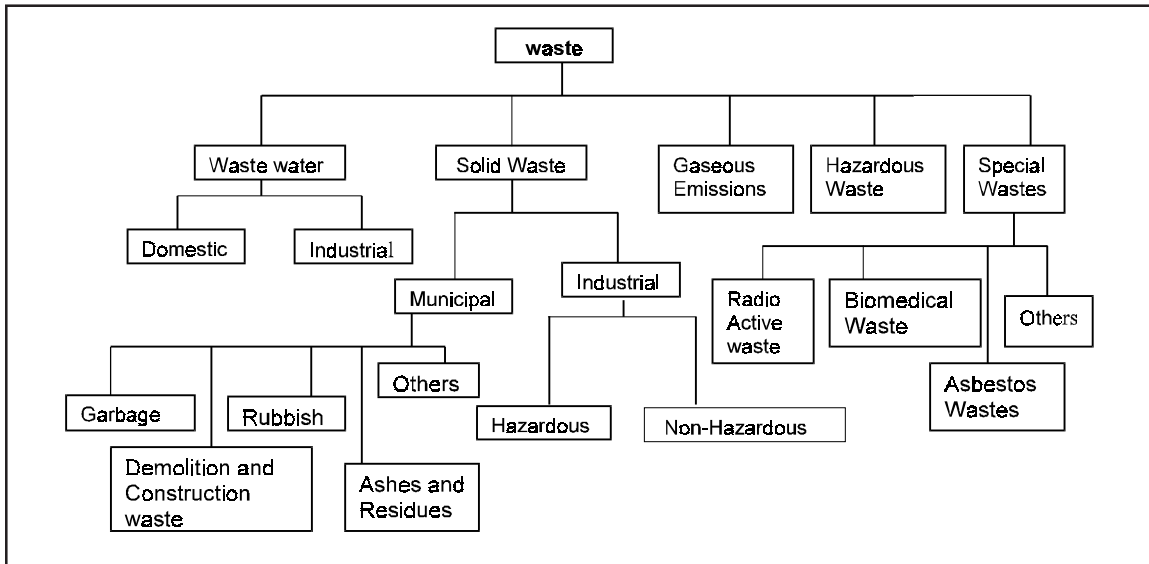 waste
Waste water
Solid Waste
Gaseous
Emissions
Hazardous
Waste
Special
Wastes
Domestic
Industrial
Municipal
Industrial
Radio
Active
waste
Biomedical
Waste
Others
Garbage
Rubbish
Others
Hazardous
Non-Hazardous
Asbestos
Wastes
Demolition and
Construction
waste
Ashes and
Residues